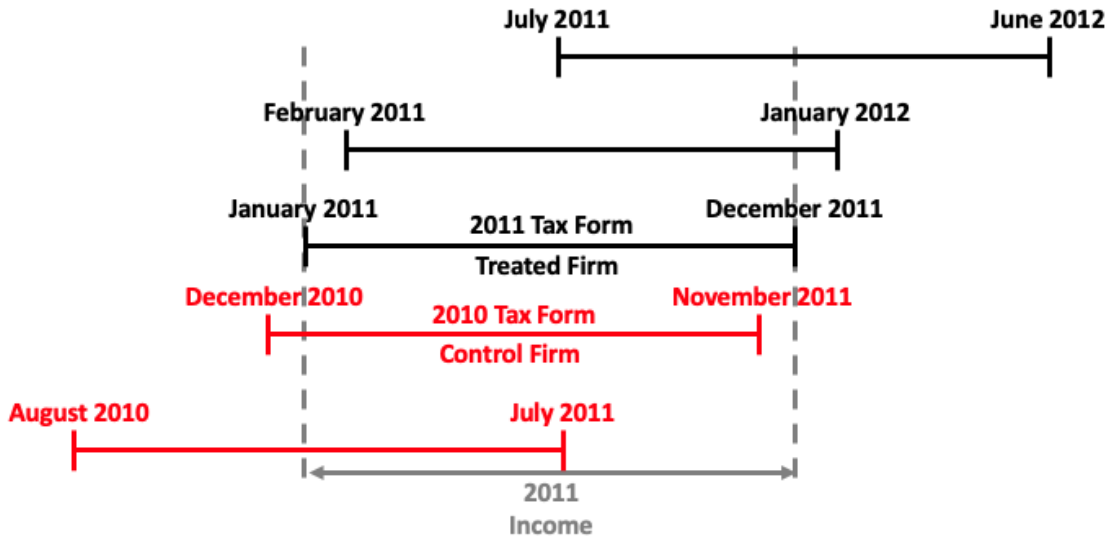 July 2011
June 2012
February 2011
January 2012
January 2011
December 2011
2011 Tax Form
Treated Firm
December 2010
November 2011
2010 Tax Form
Control Firm
August 2010
July 2011
2011
Income